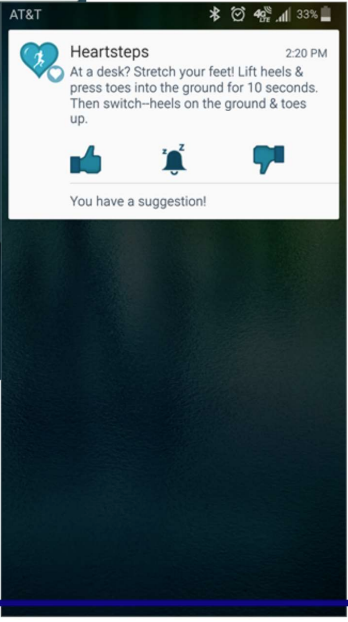 AT&T 4G LTE 33%
Heartsteps 2:20 PM
At a desk? Stretch your feet! Lift heels &
press toes into the ground for 10 seconds.
Then switch--heels on the ground & toes
up.
z z z
You have a suggestion!